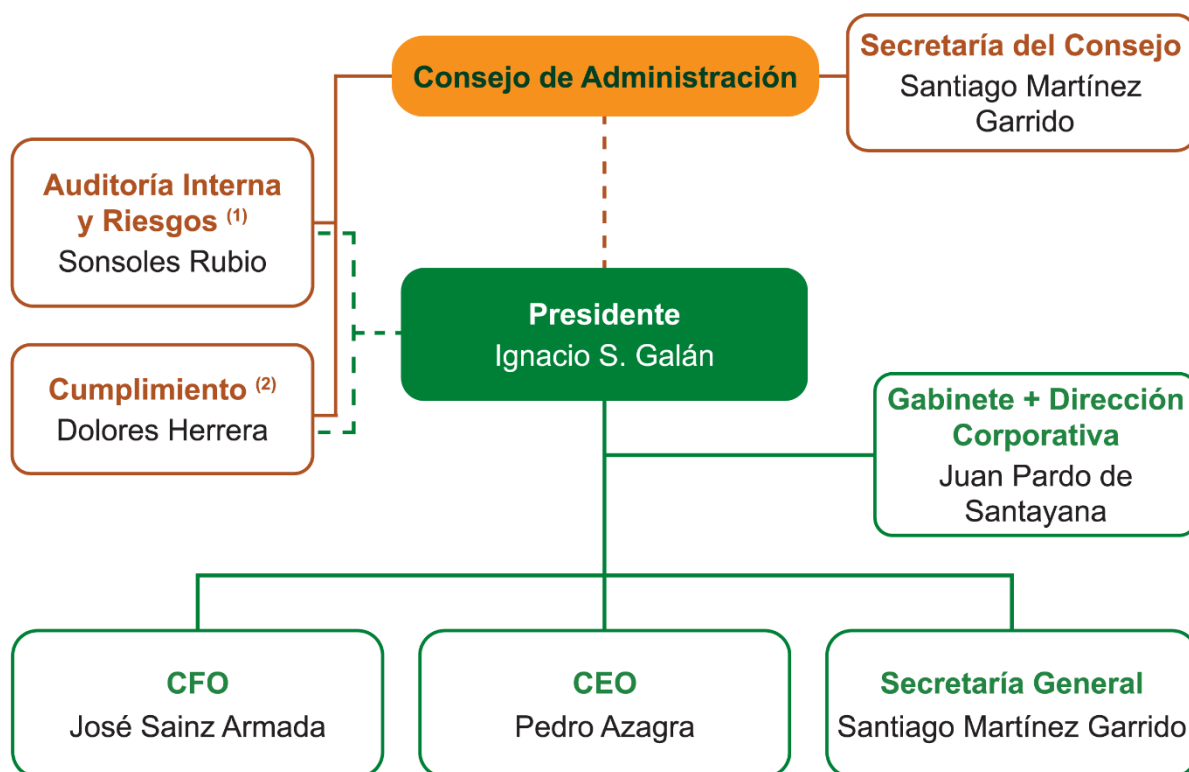 Consejo de Administración
Secretaría del Consejo
Santiago Martínez
Garrido
Auditoría Interna
y Riesgos (1)
Sonsoles Rubio
Presidente
Ignacio S. Galán
Cumplimiento (2)
Dolores Herrera
Gabinete + Dirección
Corporativa
Juan Pardo de
Santayana
CFO
José Sainz Armada
CEO
Pedro Azagra
Secretaría General
Santiago Martínez Garrido